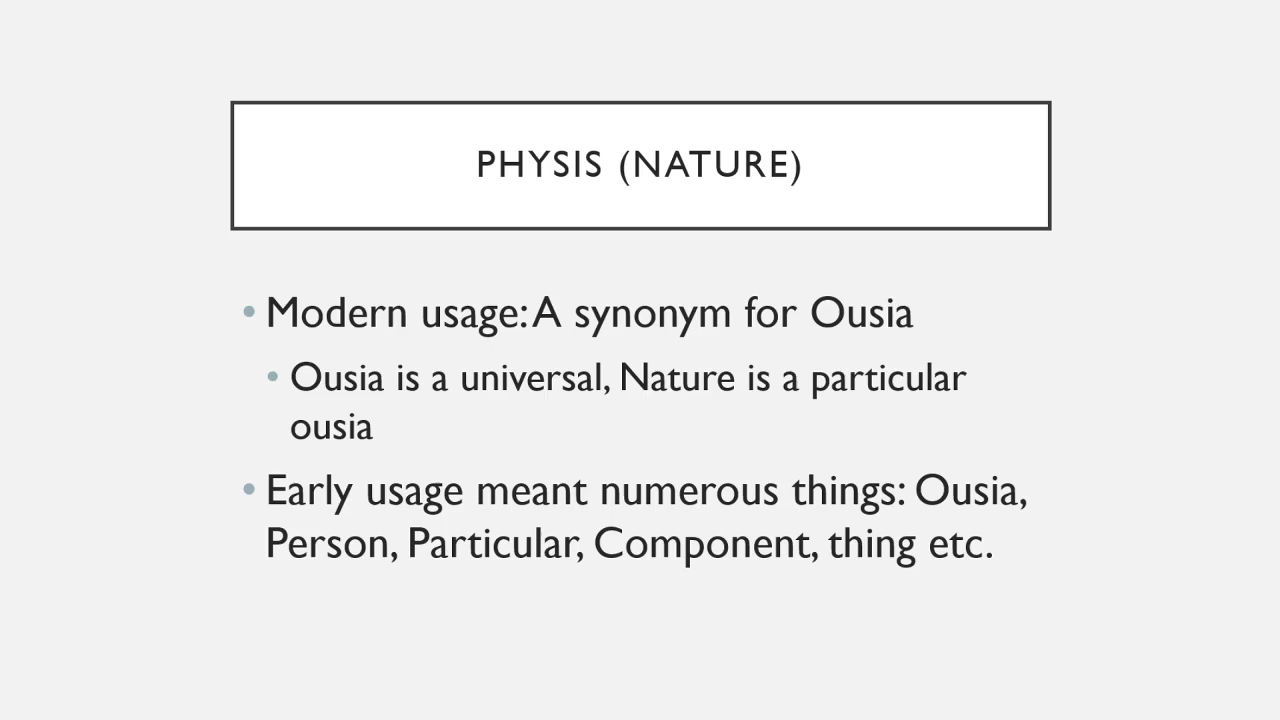 PHYSIS (NATURE)
• Modern usage: A synonym for Ousia
• Ousia is a universal, Nature is a particular
ousia
• Early usage meant numerous things: Ousia,
Person, Particular, Component, thing etc.